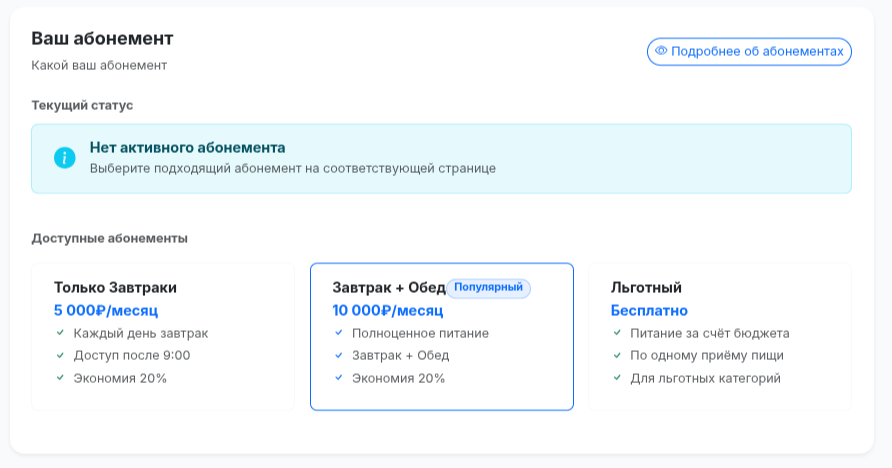 Ваш абонемент
Какой ваш абонемент
Подробнее об абонементах
Текущий статус
Нет активного абонемента
Выберите подходящий абонемент на соответствующей странице
Доступные абонементы
Только Завтраки
5 000₽/месяц
Каждый день завтрак
Доступ после 9:00
Экономия 20%
Завтрак + Обед Популярный
10 000₽/месяц
Полноценное питание
Завтрак + Обед
Экономия 20%
Льготный
Бесплатно
Питание за счёт бюджета
По одному приёму пищи
Для льготных категорий